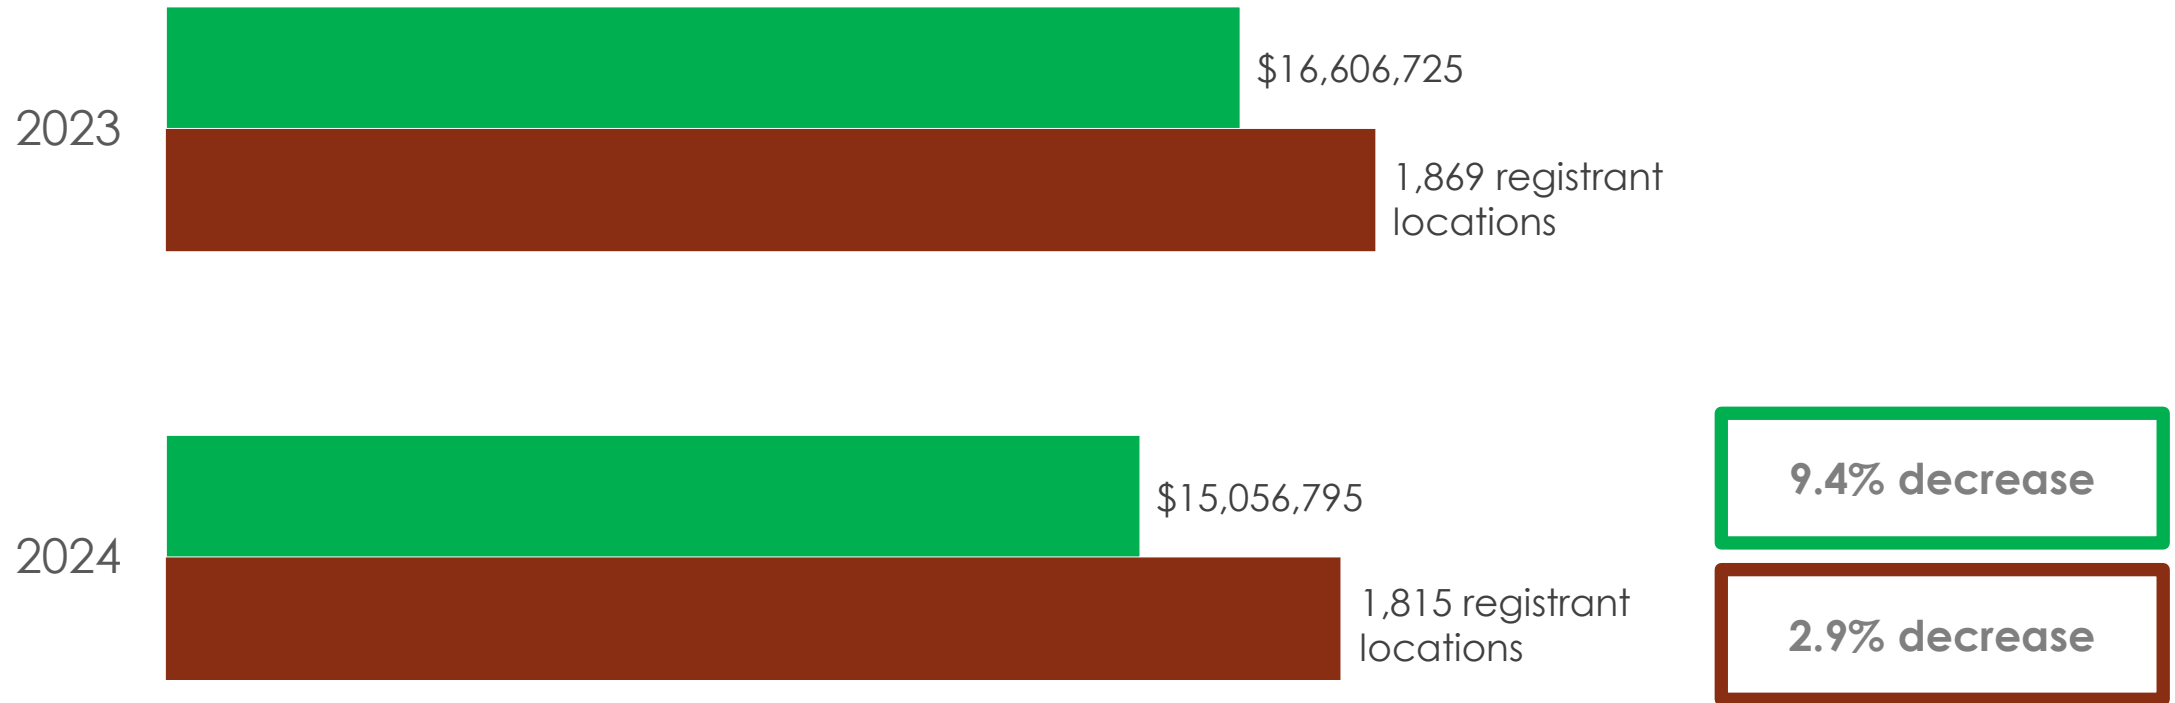 2023
$16,606,725
1,869 registrant
locations
2024
$15,056,795
1,815 registrant
locations
9.4% decrease
2.9% decrease